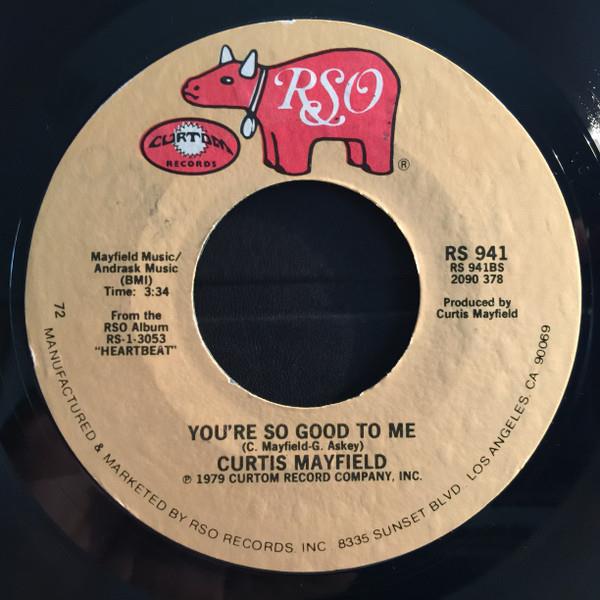 RSO
®
CURTOM
RECORDS
Mayfield Music/
Andrask Music
(BMI)
Time: 3:34
From the
RSO Album
RS-1-3053
"HEARTBEAT"
RS 941
RS 941BS
2090 378
Produced by
Curtis Mayfield
YOU'RE SO GOOD TO ME
(C. Mayfield-G. Askey)
CURTIS MAYFIELD
℗ 1979 CURTOM RECORD COMPANY, INC.
72 MANUFACTURED & MARKETED BY RSO RECORDS. INC 8335 SUNSET BLVD. LOS ANGELES, CA 90069